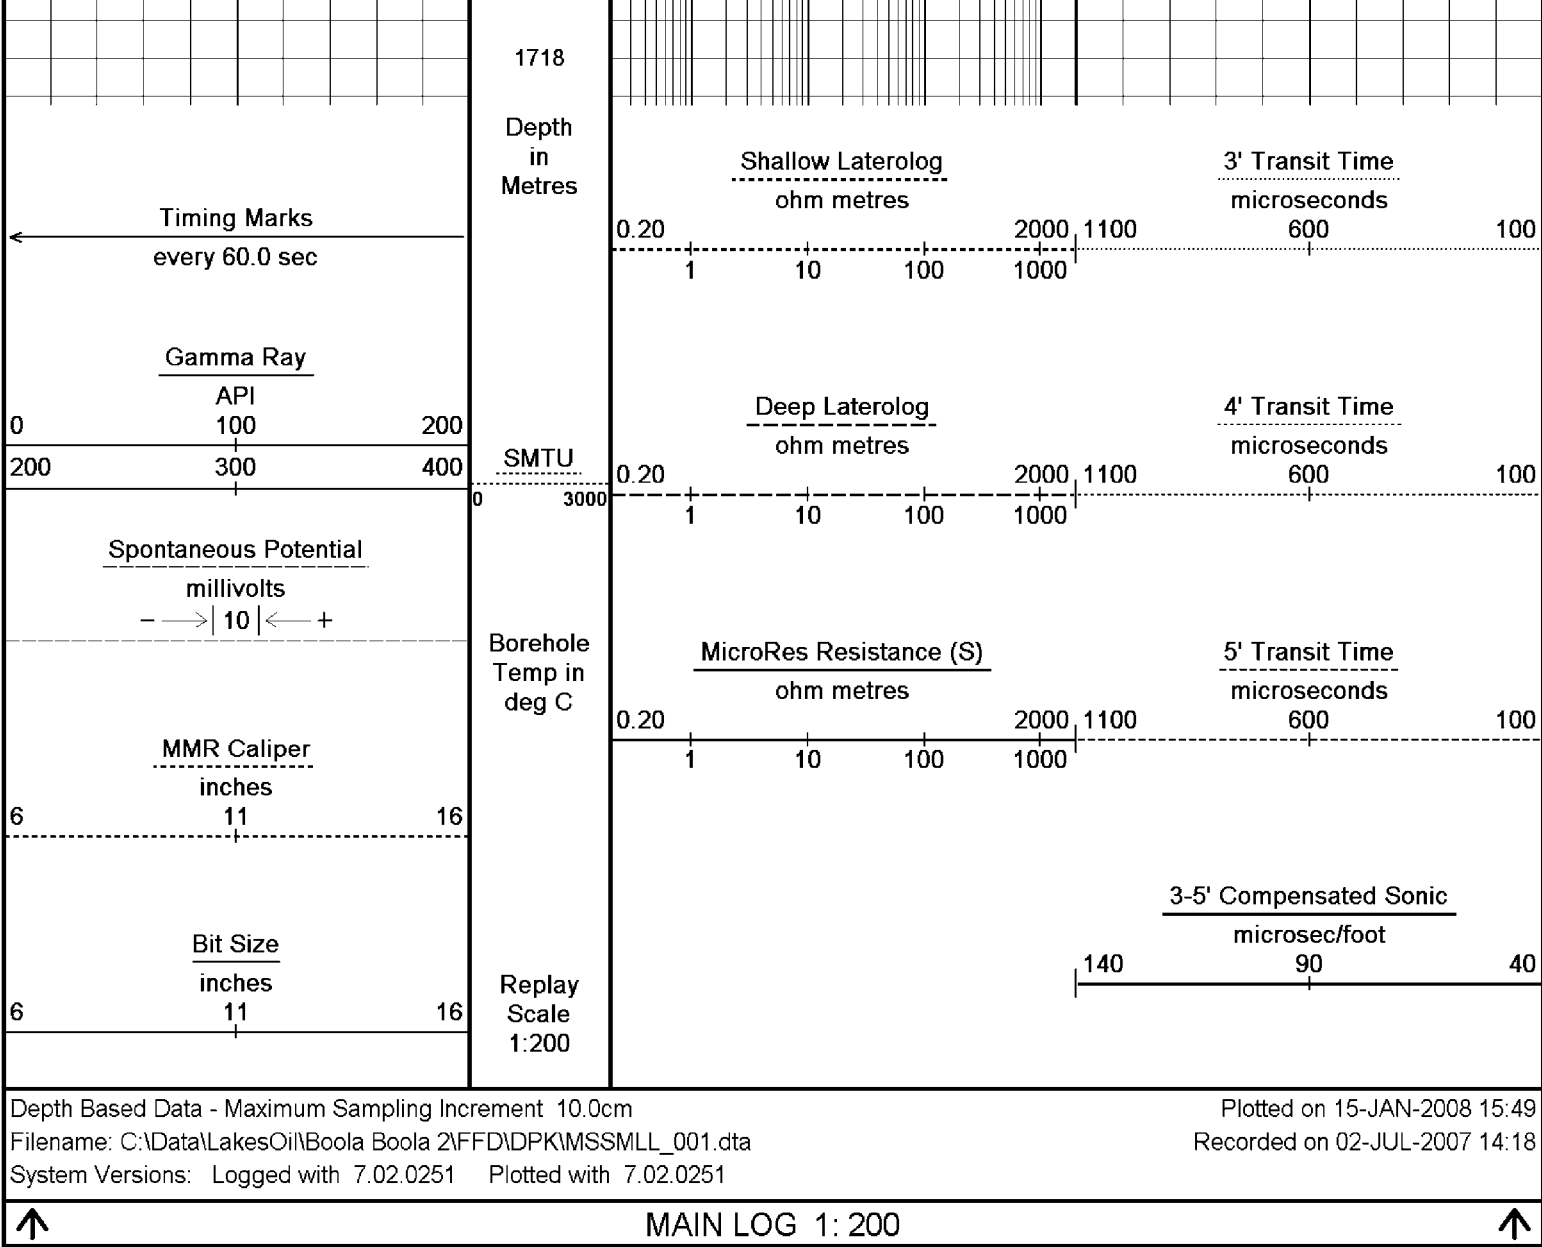 1718
Depth
in
Metres
Timing Marks
every 60.0 sec
Gamma Ray
API
0 100 200
200 300 400
Spontaneous Potential
millivolts
− → | 10 | ← +
MMR Caliper
inches
6 11 16
Bit Size
inches
6 11 16
SMTU
0 3000
Borehole
Temp in
deg C
Replay
Scale
1:200
Shallow Laterolog
ohm metres
0.20 2000
1 10 100 1000
Deep Laterolog
ohm metres
0.20 2000
1 10 100 1000
MicroRes Resistance (S)
ohm metres
0.20 2000
1 10 100 1000
3' Transit Time
microseconds
1100 600 100
4' Transit Time
microseconds
1100 600 100
5' Transit Time
microseconds
1100 600 100
3-5' Compensated Sonic
microsec/foot
140 90 40
Depth Based Data - Maximum Sampling Increment 10.0cm
Plotted on 15-JAN-2008 15:49
Filename: C:\Data\LakesOil\Boola Boola 2\FFD\DPK\MSSMLL_001.dta
Recorded on 02-JUL-2007 14:18
System Versions: Logged with 7.02.0251 Plotted with 7.02.0251
↑ MAIN LOG 1: 200 ↑